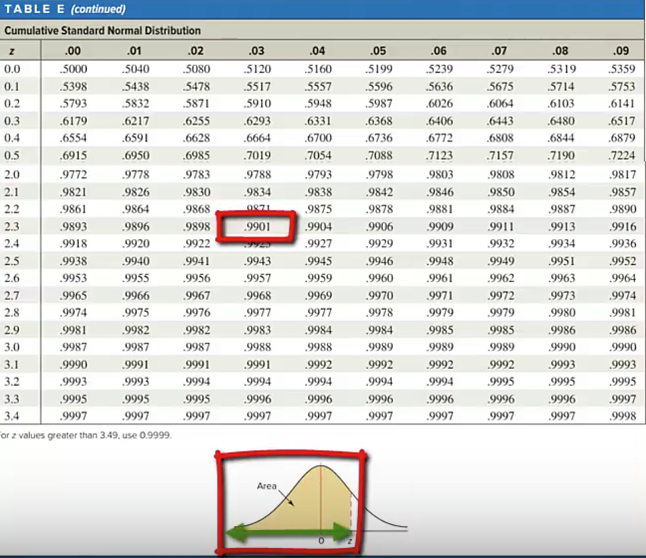 TABLE E (continued)
Cumulative Standard Normal Distribution
z .00 .01 .02 .03 .04 .05 .06 .07 .08 .09
0.0 .5000 .5040 .5080 .5120 .5160 .5199 .5239 .5279 .5319 .5359
0.1 .5398 .5438 .5478 .5517 .5557 .5596 .5636 .5675 .5714 .5753
0.2 .5793 .5832 .5871 .5910 .5948 .5987 .6026 .6064 .6103 .6141
0.3 .6179 .6217 .6255 .6293 .6331 .6368 .6406 .6443 .6480 .6517
0.4 .6554 .6591 .6628 .6664 .6700 .6736 .6772 .6808 .6844 .6879
0.5 .6915 .6950 .6985 .7019 .7054 .7088 .7123 .7157 .7190 .7224
2.0 .9772 .9778 .9783 .9788 .9793 .9798 .9803 .9808 .9812 .9817
2.1 .9821 .9826 .9830 .9834 .9838 .9842 .9846 .9850 .9854 .9857
2.2 .9861 .9864 .9868 .9871 .9875 .9878 .9881 .9884 .9887 .9890
2.3 .9893 .9896 .9898 .9901 .9904 .9906 .9909 .9911 .9913 .9916
2.4 .9918 .9920 .9922 .9925 .9927 .9929 .9931 .9932 .9934 .9936
2.5 .9938 .9940 .9941 .9943 .9945 .9946 .9948 .9949 .9951 .9952
2.6 .9953 .9955 .9956 .9957 .9959 .9960 .9961 .9962 .9963 .9964
2.7 .9965 .9966 .9967 .9968 .9969 .9970 .9971 .9972 .9973 .9974
2.8 .9974 .9975 .9976 .9977 .9977 .9978 .9979 .9979 .9980 .9981
2.9 .9981 .9982 .9982 .9983 .9984 .9984 .9985 .9985 .9986 .9986
3.0 .9987 .9987 .9987 .9988 .9988 .9989 .9989 .9989 .9990 .9990
3.1 .9990 .9991 .9991 .9991 .9992 .9992 .9992 .9992 .9993 .9993
3.2 .9993 .9993 .9994 .9994 .9994 .9994 .9994 .9995 .9995 .9995
3.3 .9995 .9995 .9995 .9996 .9996 .9996 .9996 .9996 .9996 .9997
3.4 .9997 .9997 .9997 .9997 .9997 .9997 .9997 .9997 .9997 .9998
or z values greater than 3.49, use 0.9999.
Area
0 z